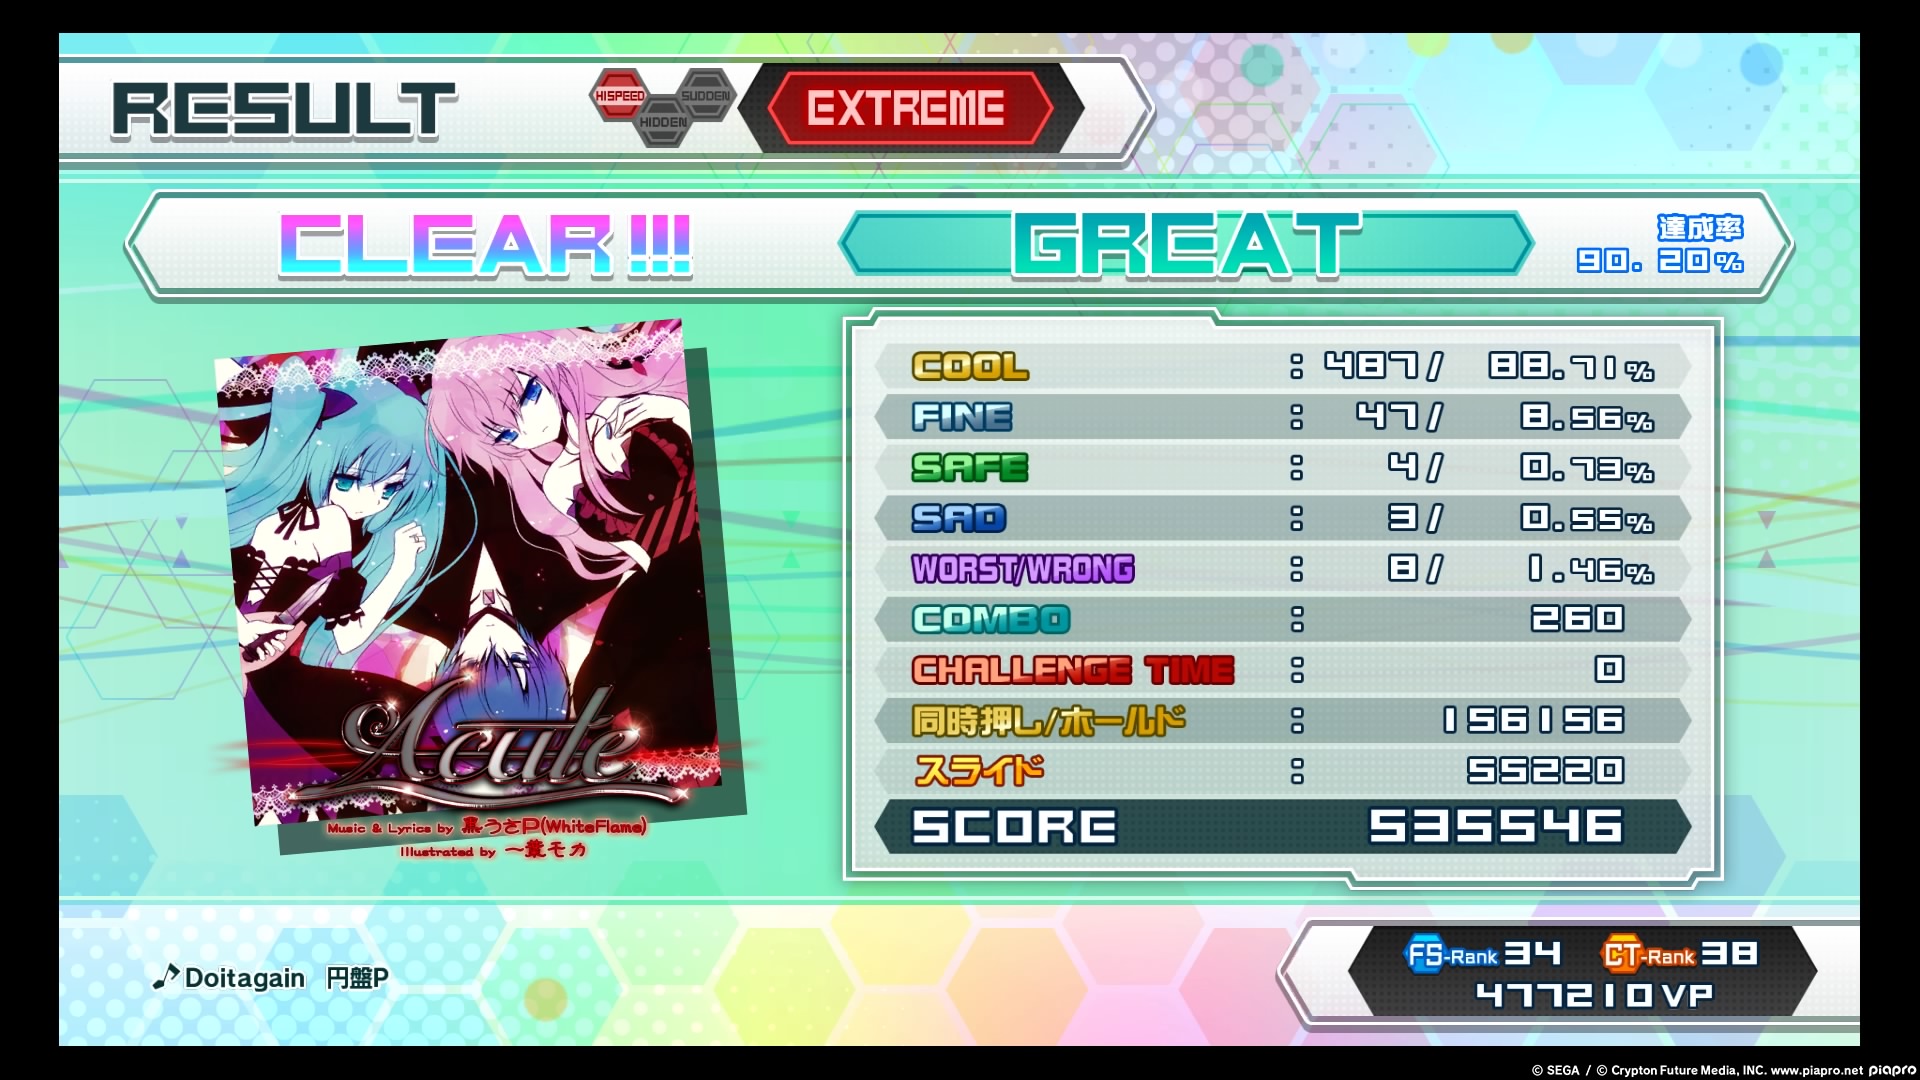 RESULT
HISPEED
HIDDEN
SUDDEN
EXTREME
CLEAR!!!
GREAT
達成率
90.20%
COOL : 487/ 88.71%
FINE : 47/ 8.56%
SAFE : 4/ 0.73%
SAD : 3/ 0.55%
WORST/WRONG : 8/ 1.46%
COMBO : 260
CHALLENGE TIME : 0
同時押し/ホールド : 156156
スライド : 55220
SCORE 535546
Acute
Music & Lyrics by 黒うさP(WhiteFlame)
Illustrated by 一葉モカ
♪Doitagain 円盤P
FS-Rank 34 CT-Rank 38
477210VP
© SEGA / © Crypton Future Media, INC. www.piapro.net piapro